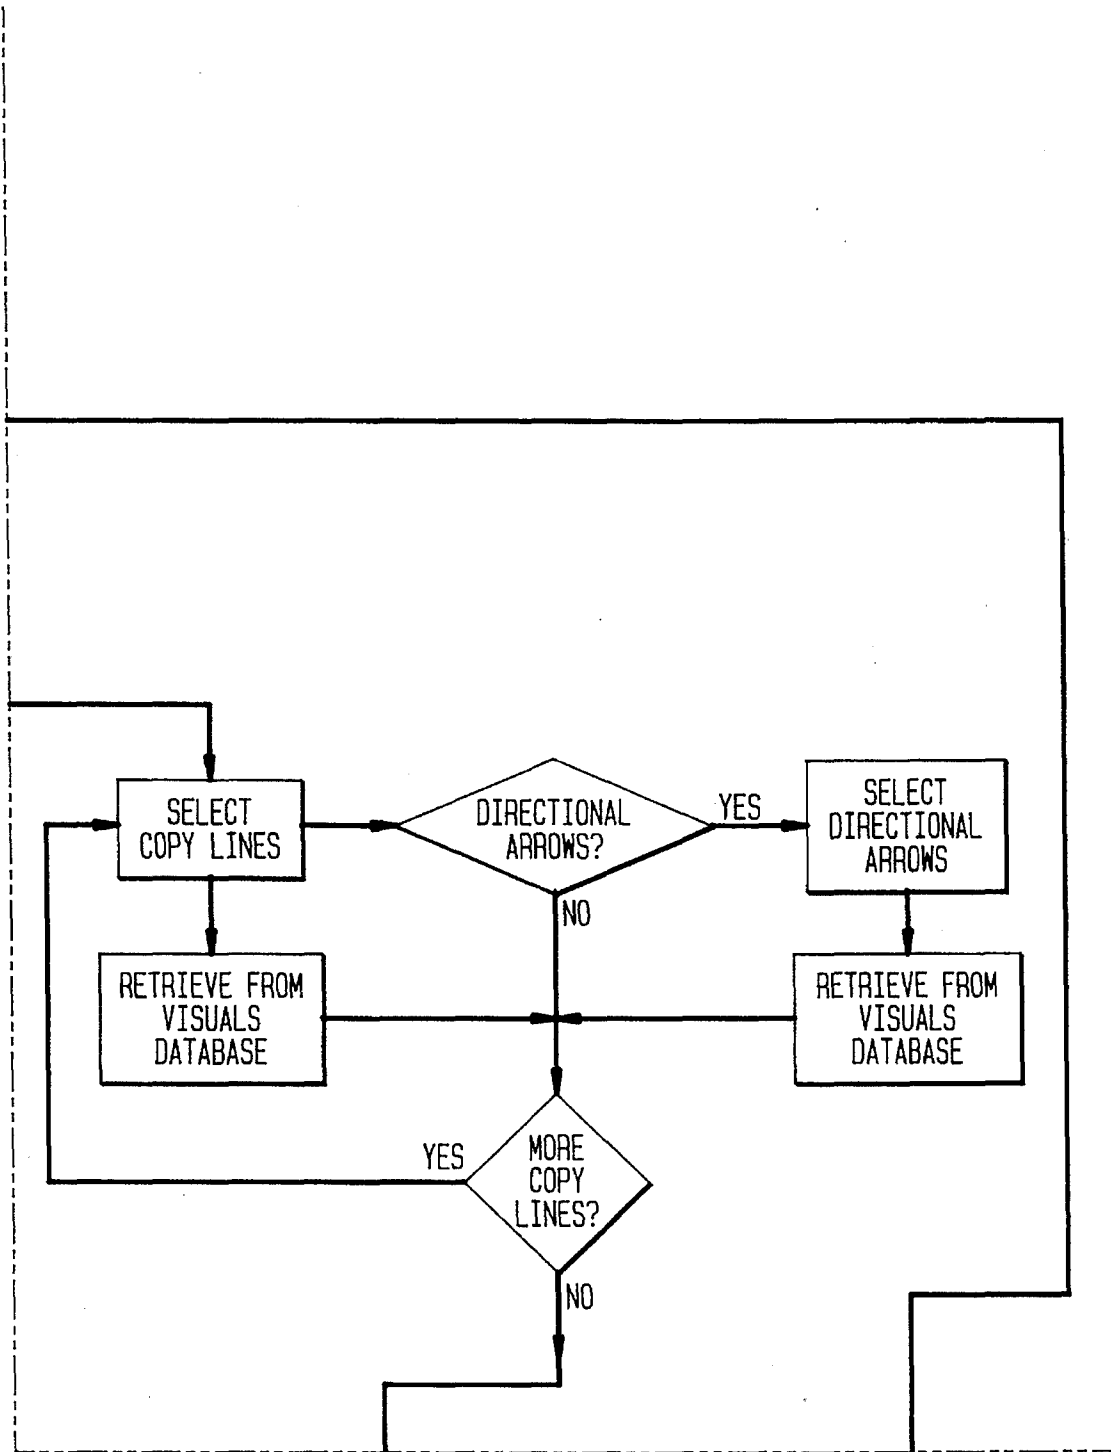 SELECT
COPY LINES
DIRECTIONAL
ARROWS?
YES
SELECT
DIRECTIONAL
ARROWS
NO
RETRIEVE FROM
VISUALS
DATABASE
RETRIEVE FROM
VISUALS
DATABASE
YES
MORE
COPY
LINES?
NO